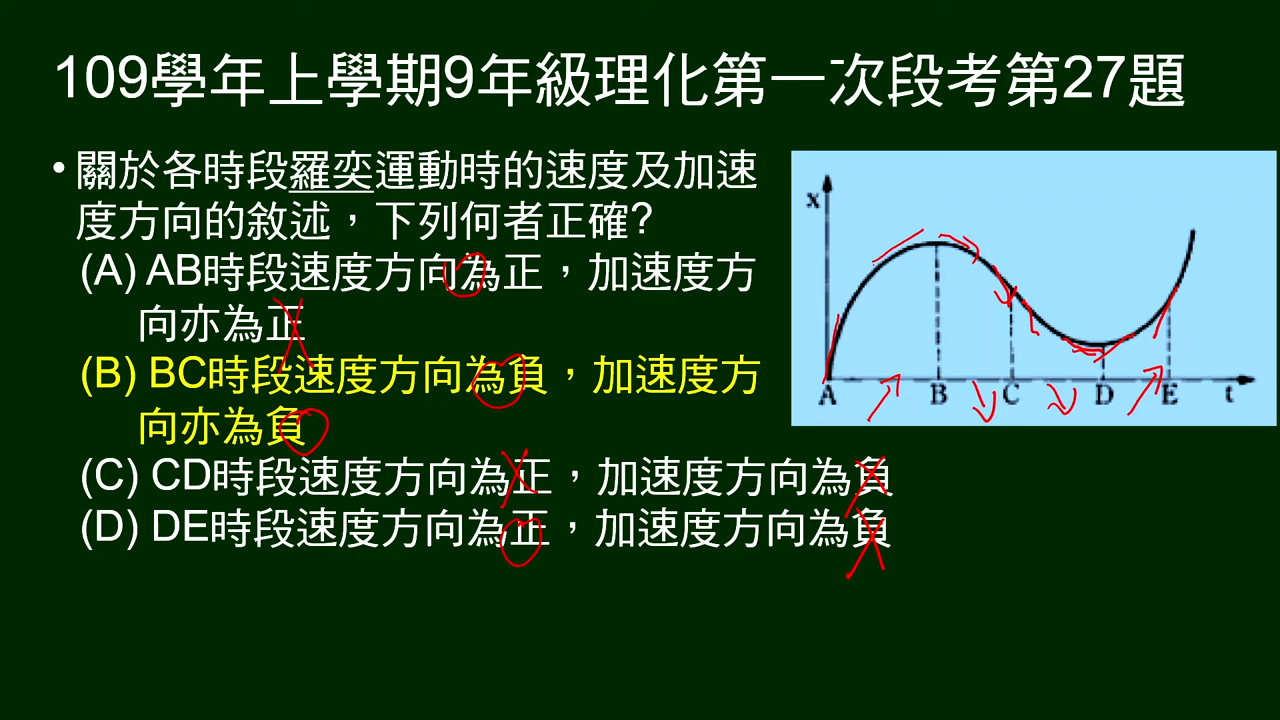 109學年上學期9年級理化第一次段考第27題
• 關於各時段羅奕運動時的速度及加速
度方向的敘述，下列何者正確?
(A) AB時段速度方向為正，加速度方
向亦為正
(B) BC時段速度方向為負，加速度方
向亦為負
(C) CD時段速度方向為正，加速度方向為負
(D) DE時段速度方向為正，加速度方向為負
x
A B C D E t